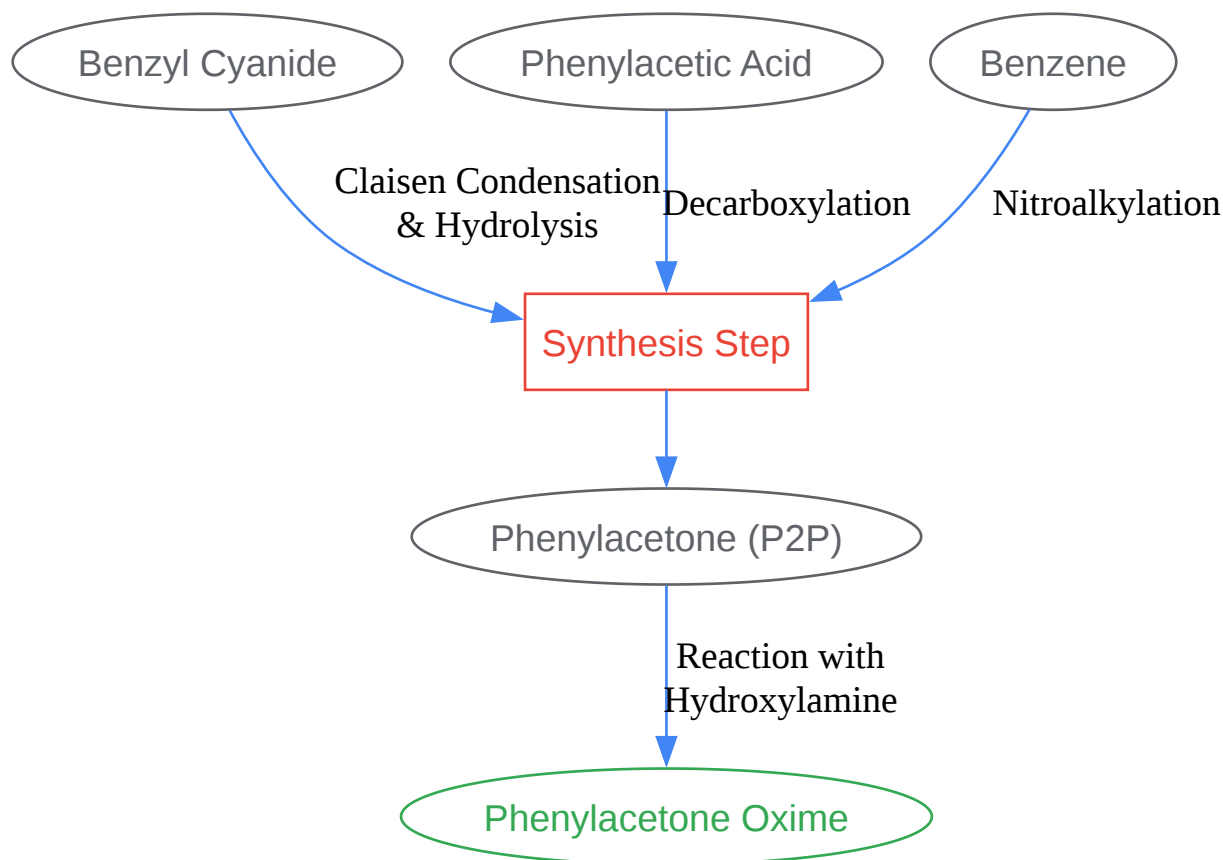 Benzyl Cyanide
Phenylacetic Acid
Benzene
Claisen Condensation
& Hydrolysis
Decarboxylation
Nitroalkylation
Synthesis Step
Phenylacetone (P2P)
Reaction with
Hydroxylamine
Phenylacetone Oxime